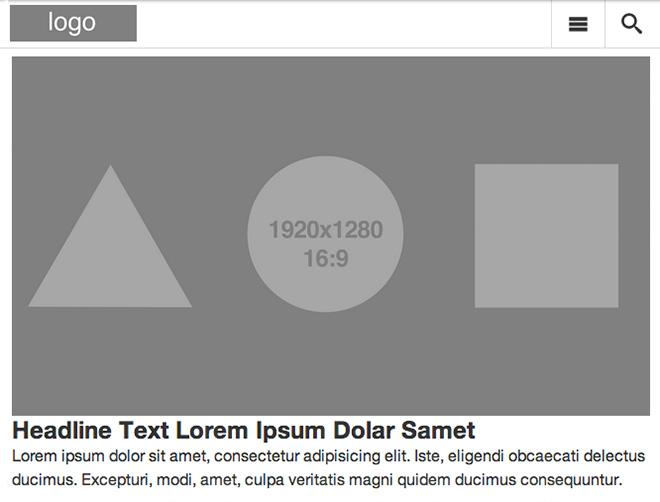 logo
1920x1280
16:9
Headline Text Lorem Ipsum Dolar Samet
Lorem ipsum dolor sit amet, consectetur adipisicing elit. Iste, eligendi obcaecati delectus
ducimus. Excepturi, modi, amet, culpa veritatis magni quidem ducimus consequuntur.